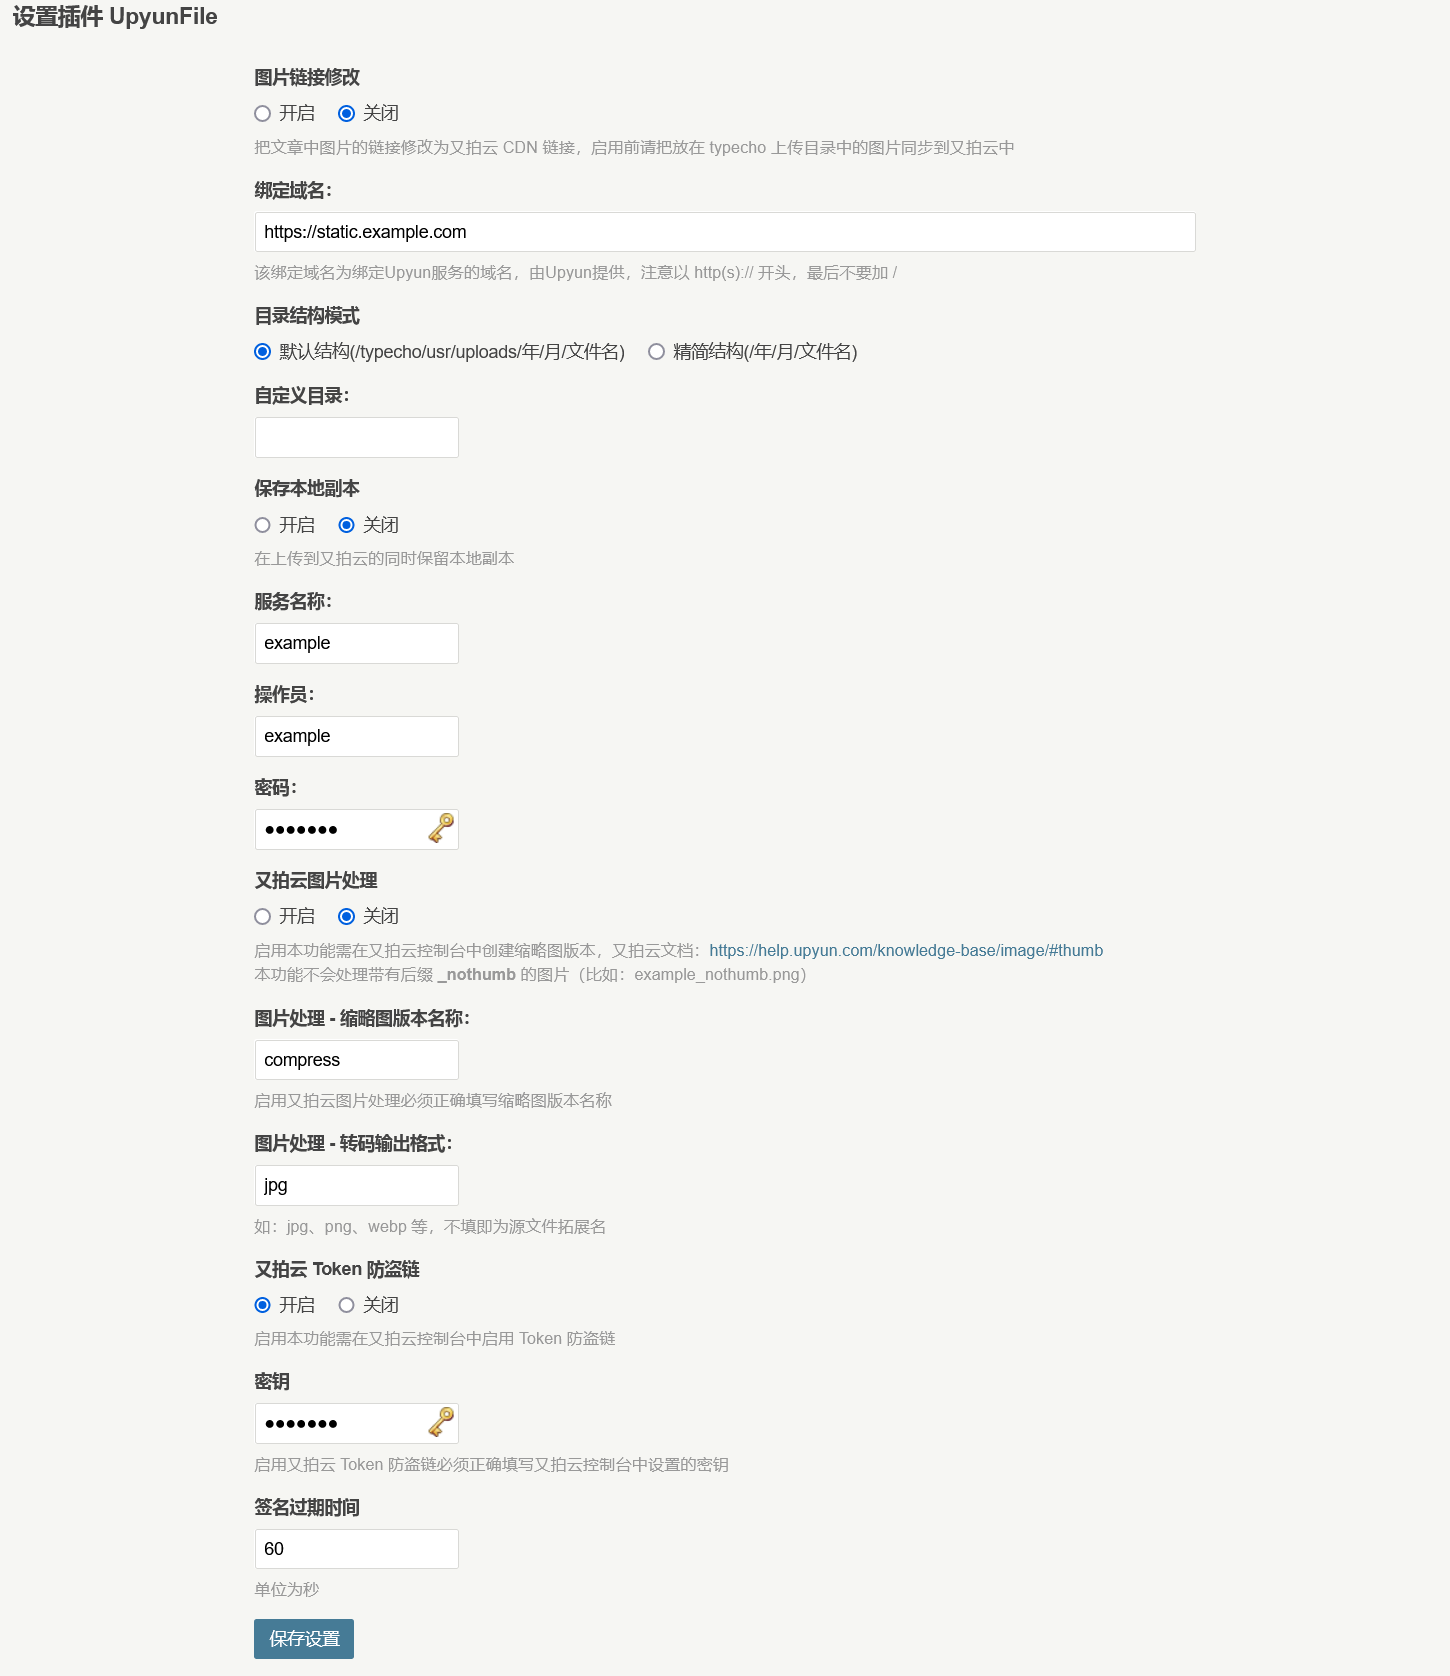 设置插件 UpyunFile
图片链接修改
开启 关闭
把文章中图片的链接修改为又拍云 CDN 链接，启用前请把放在 typecho 上传目录中的图片同步到又拍云中
绑定域名：
https://static.example.com
该绑定域名为绑定Upyun服务的域名，由Upyun提供，注意以 http(s):// 开头，最后不要加 /
目录结构模式
默认结构(/typecho/usr/uploads/年/月/文件名) 精简结构(/年/月/文件名)
自定义目录：
保存本地副本
开启 关闭
在上传到又拍云的同时保留本地副本
服务名称：
example
操作员：
example
密码：
•••••••
又拍云图片处理
开启 关闭
启用本功能需在又拍云控制台中创建缩略图版本，又拍云文档：https://help.upyun.com/knowledge-base/image/#thumb
本功能不会处理带有后缀 _nothumb 的图片（比如：example_nothumb.png）
图片处理 - 缩略图版本名称：
compress
启用又拍云图片处理必须正确填写缩略图版本名称
图片处理 - 转码输出格式：
jpg
如：jpg、png、webp 等，不填即为源文件拓展名
又拍云 Token 防盗链
开启 关闭
启用本功能需在又拍云控制台中启用 Token 防盗链
密钥
•••••••
启用又拍云 Token 防盗链必须正确填写又拍云控制台中设置的密钥
签名过期时间
60
单位为秒
保存设置